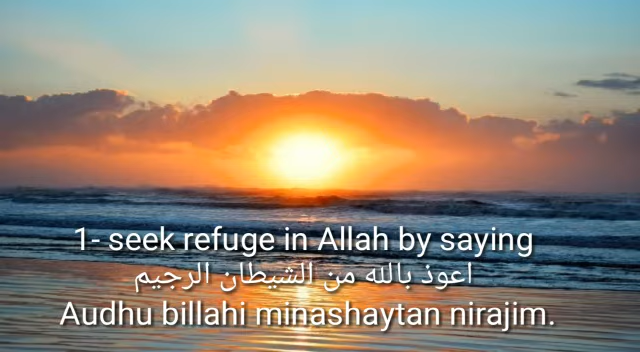 1- seek refuge in Allah by saying
اعوذ بالله من الشيطان الرجيم
Audhu billahi minashaytan nirajim.